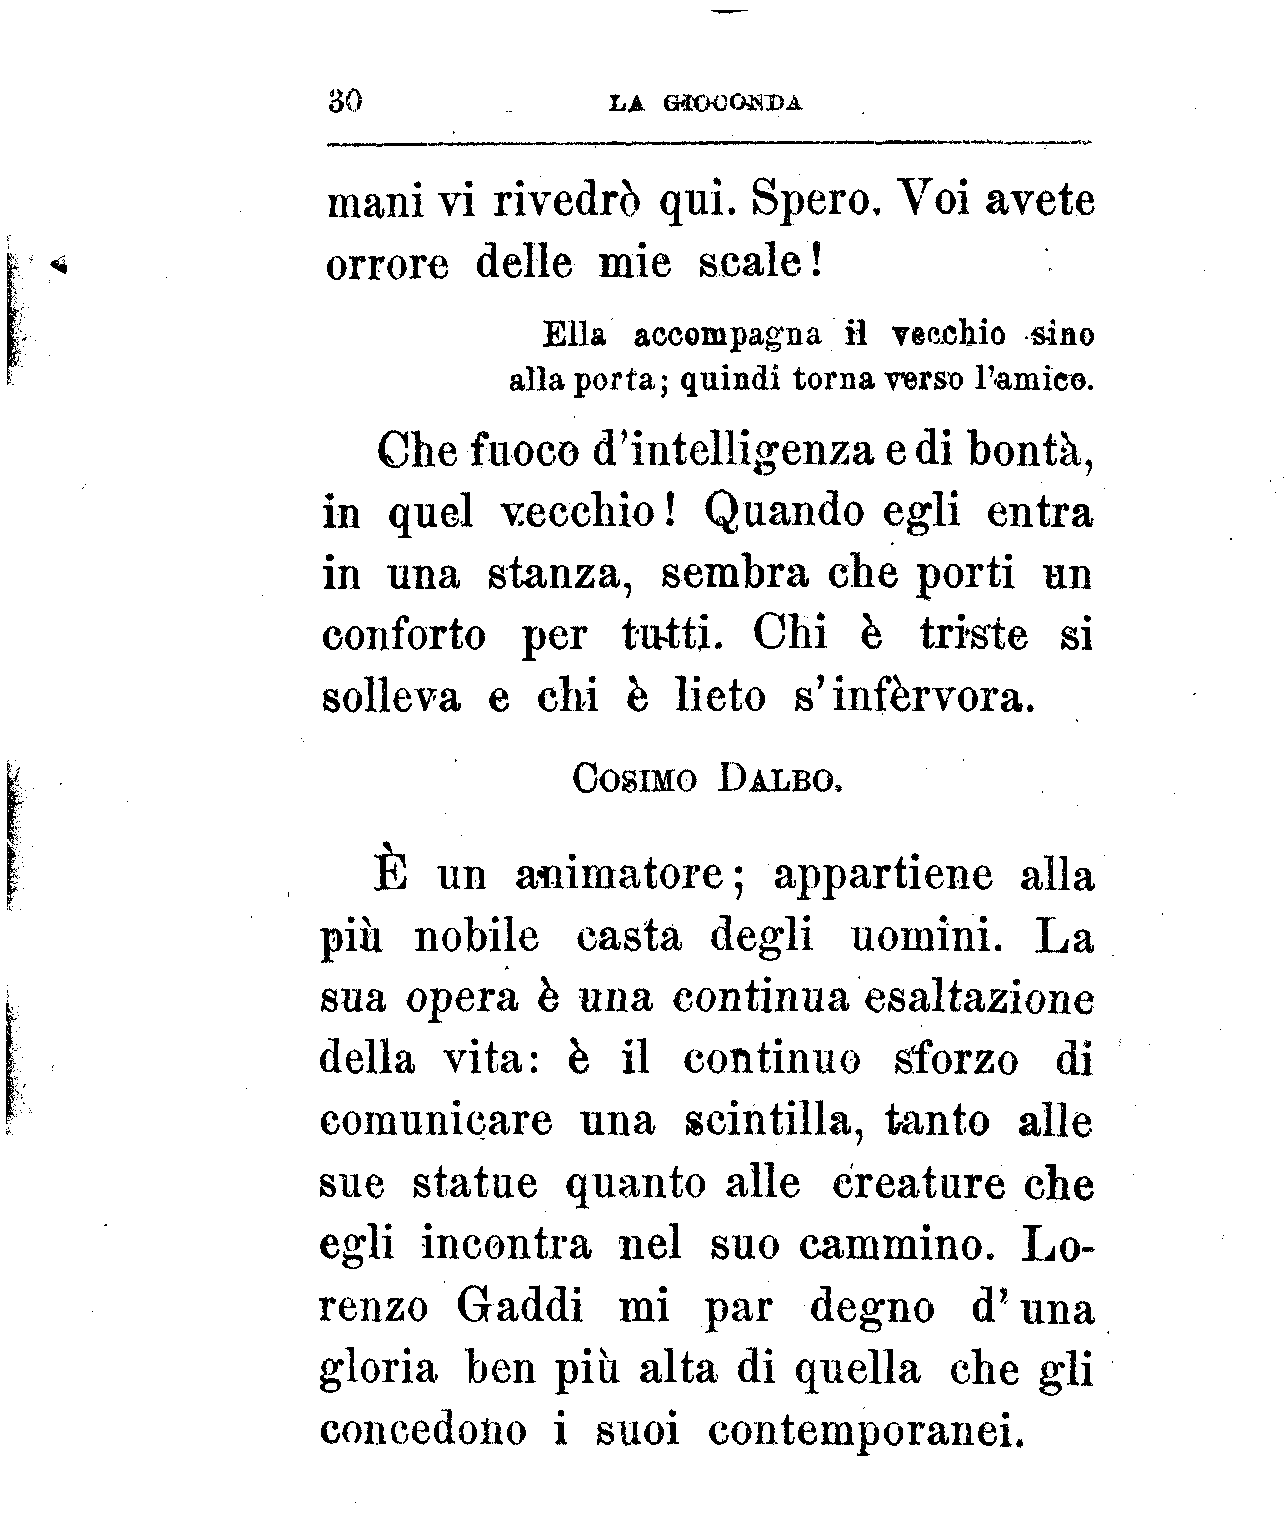 30 LA GIOCONDA
mani vi rivedrò qui. Spero. Voi avete
orrore delle mie scale!
Ella accompagna il vecchio sino
alla porta; quindi torna verso l'amico.
Che fuoco d'intelligenza e di bontà,
in quel vecchio! Quando egli entra
in una stanza, sembra che porti un
conforto per tutti. Chi è triste si
solleva e chi è lieto s'infèrvora.
COSIMO DALBO.
È un animatore; appartiene alla
più nobile casta degli uomini. La
sua opera è una continua esaltazione
della vita: è il continuo sforzo di
comunicare una scintilla, tanto alle
sue statue quanto alle creature che
egli incontra nel suo cammino. Lo-
renzo Gaddi mi par degno d'una
gloria ben più alta di quella che gli
concedono i suoi contemporanei.